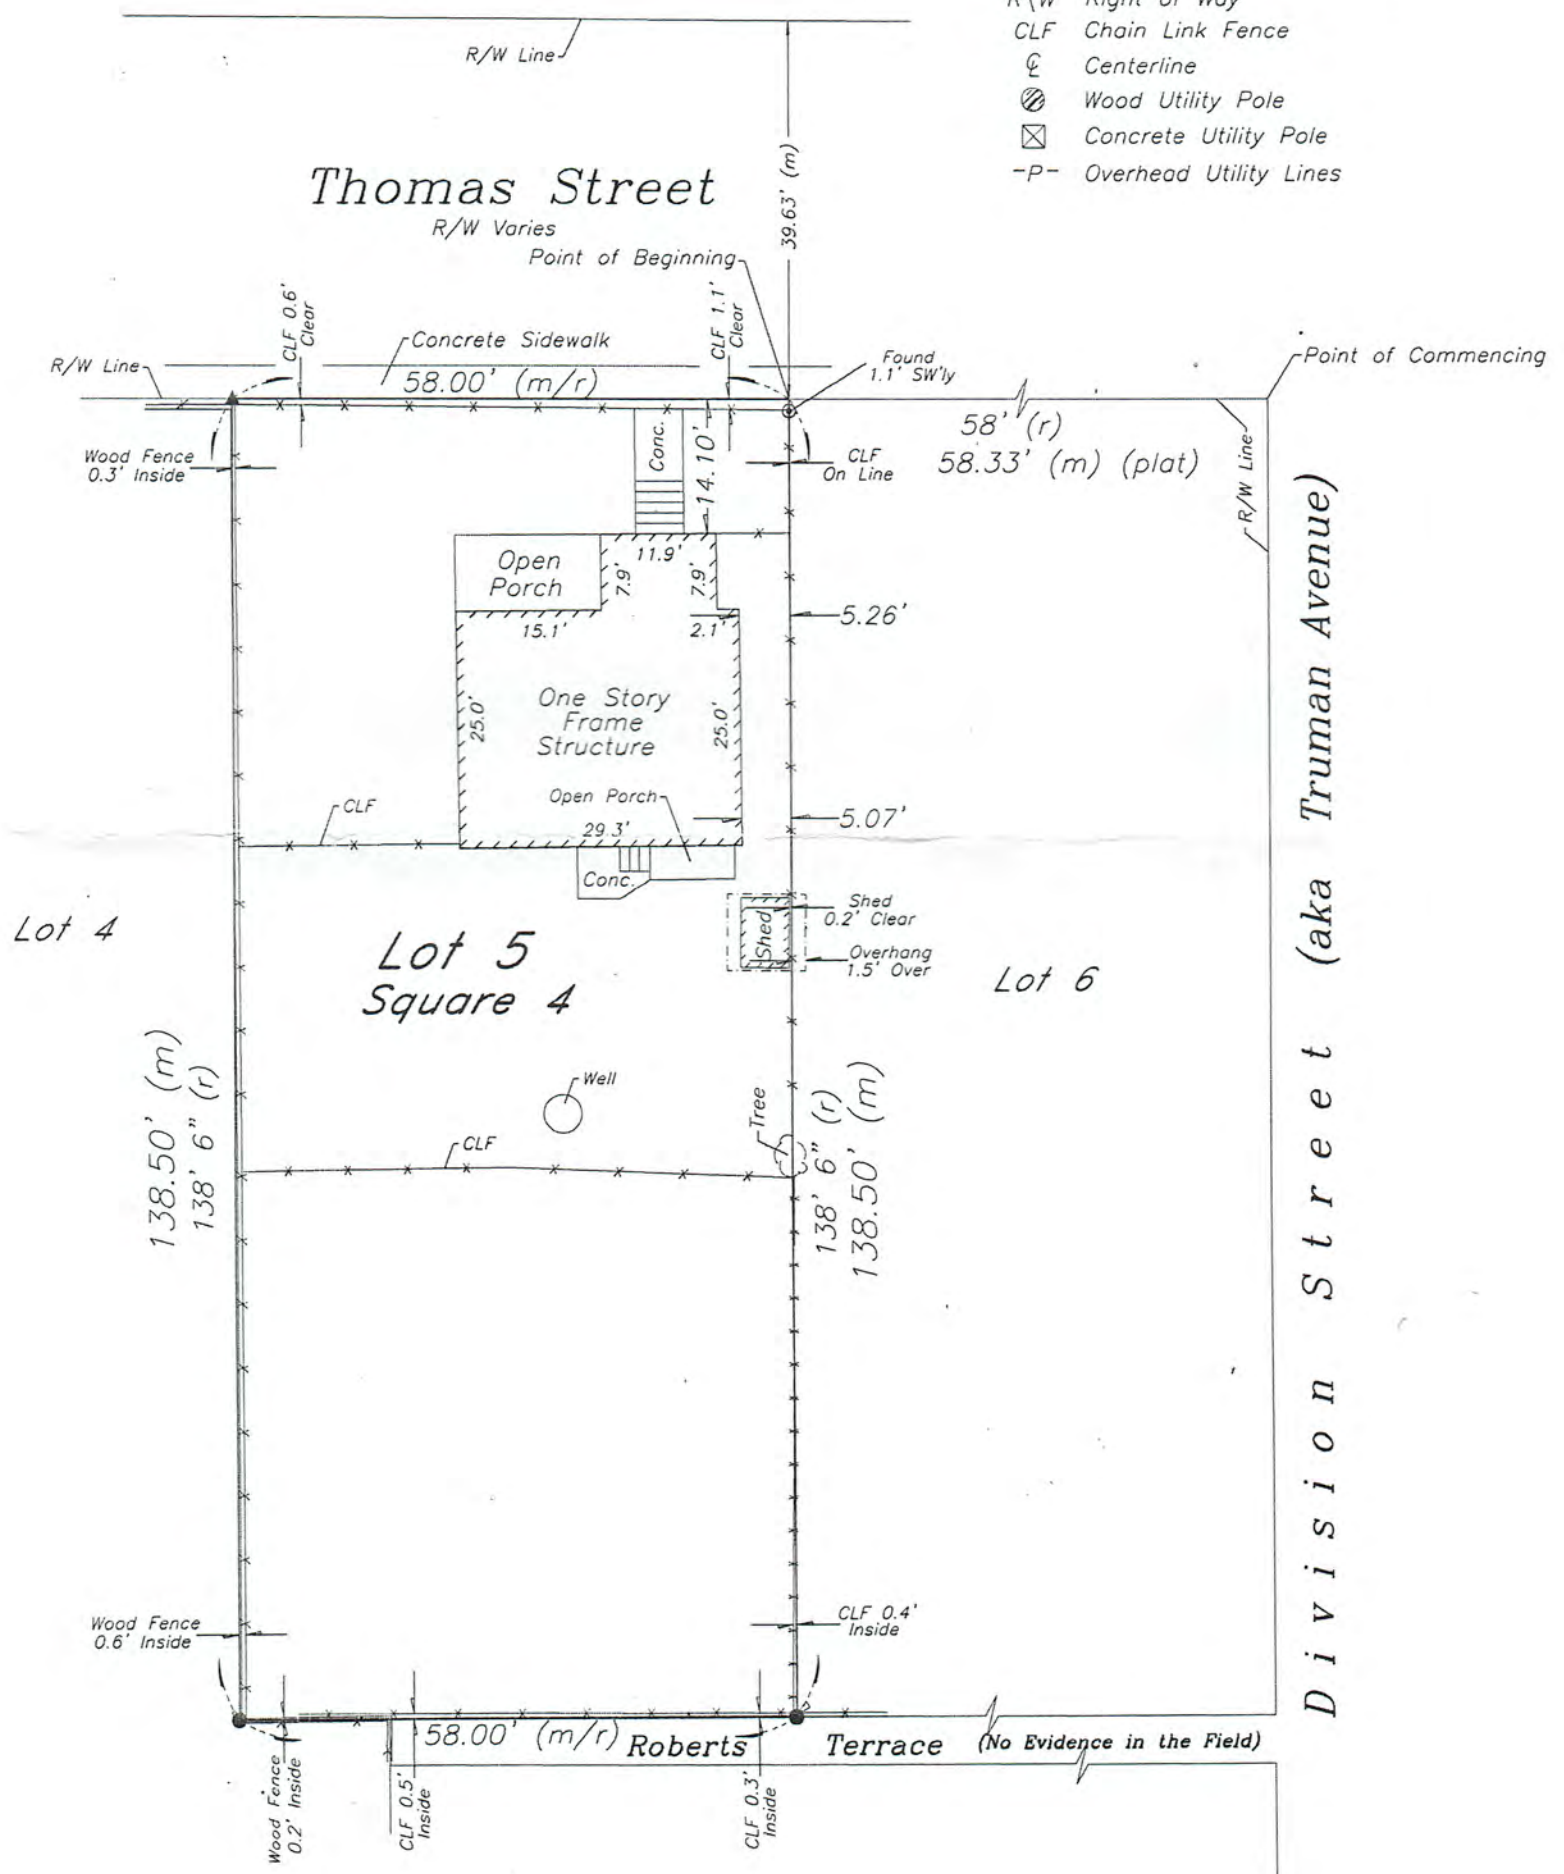 R\W Right of Way
CLF Chain Link Fence
℄ Centerline
Wood Utility Pole
Concrete Utility Pole
-P- Overhead Utility Lines
R/W Line
39.63' (m)
Thomas Street
R/W Varies
Point of Beginning
CLF 0.6'
Clear
CLF 1.1'
Clear
Concrete Sidewalk
R/W Line
58.00' (m/r)
Found
1.1' SW'ly
Point of Commencing
58' (r)
58.33' (m) (plat)
R/W Line
Wood Fence
0.3' Inside
Conc.
14.10'
CLF
On Line
Open
Porch
11.9'
7.9'
7.9'
15.1'
2.1'
5.26'
One Story
Frame
Structure
25.0'
25.0'
Open Porch
29.3'
5.07'
CLF
Conc.
Shed
Shed
0.2' Clear
Overhang
1.5' Over
Lot 4
Lot 5
Square 4
Lot 6
Division Street (aka Truman Avenue)
138.50' (m)
138' 6" (r)
Well
Tree
138' 6" (r)
138.50' (m)
CLF
Wood Fence
0.6' Inside
CLF 0.4'
Inside
58.00' (m/r)
Roberts Terrace (No Evidence in the Field)
Wood Fence
0.2' Inside
CLF 0.5'
Inside
CLF 0.3'
Inside